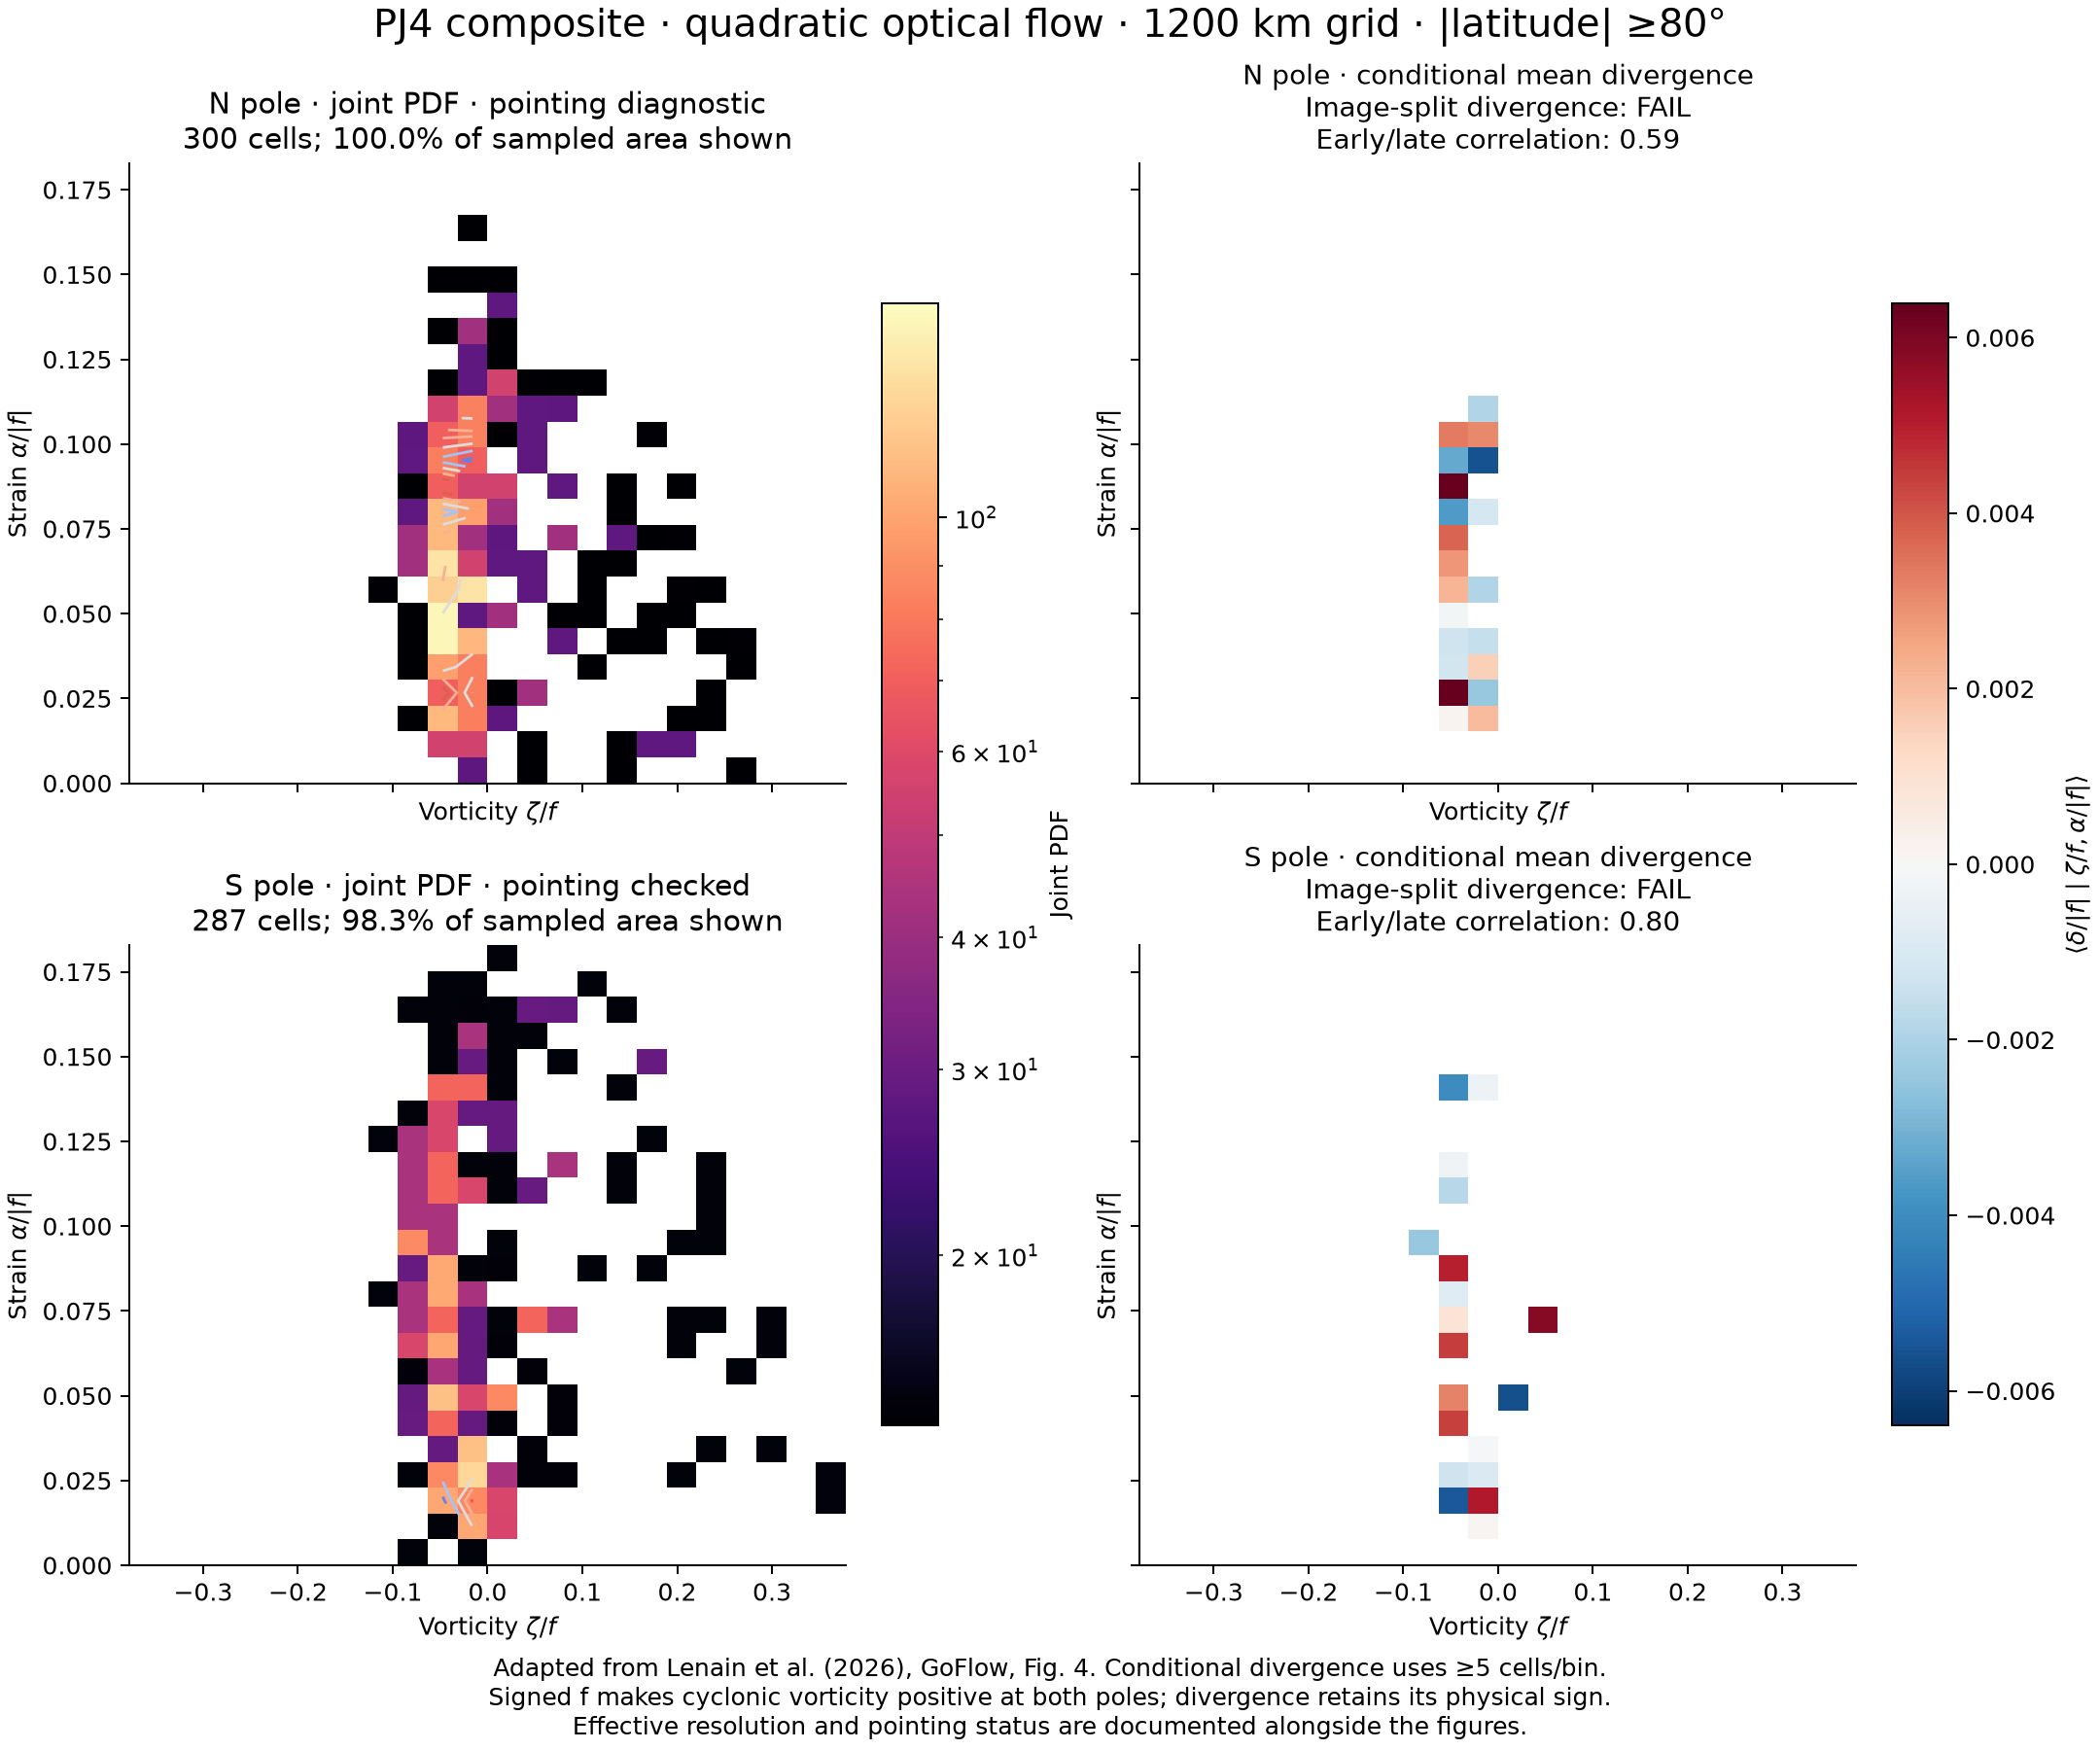 PJ4 composite · quadratic optical flow · 1200 km grid · |latitude| ≥80°
N pole · joint PDF · pointing diagnostic
300 cells; 100.0% of sampled area shown
0.175
0.150
0.125
0.100
0.075
0.050
0.025
0.000
Strain α/|f|
Vorticity ζ/f
N pole · conditional mean divergence
Image-split divergence: FAIL
Early/late correlation: 0.59
Strain α/|f|
Vorticity ζ/f
S pole · joint PDF · pointing checked
287 cells; 98.3% of sampled area shown
0.175
0.150
0.125
0.100
0.075
0.050
0.025
0.000
Strain α/|f|
−0.3 −0.2 −0.1 0.0 0.1 0.2 0.3
Vorticity ζ/f
10²
6×10¹
4×10¹
3×10¹
2×10¹
Joint PDF
S pole · conditional mean divergence
Image-split divergence: FAIL
Early/late correlation: 0.80
Strain α/|f|
−0.3 −0.2 −0.1 0.0 0.1 0.2 0.3
Vorticity ζ/f
0.006
0.004
0.002
0.000
−0.002
−0.004
−0.006
⟨δ/|f| | ζ/f, α/|f|⟩
Adapted from Lenain et al. (2026), GoFlow, Fig. 4. Conditional divergence uses ≥5 cells/bin.
Signed f makes cyclonic vorticity positive at both poles; divergence retains its physical sign.
Effective resolution and pointing status are documented alongside the figures.